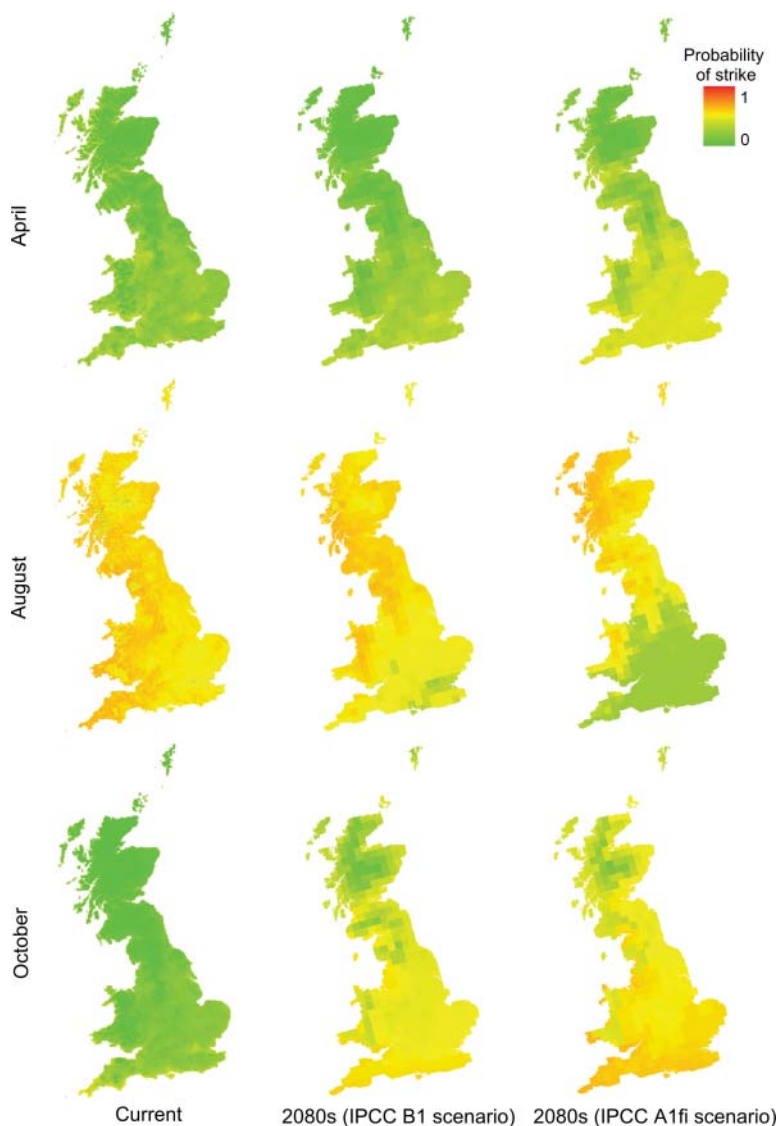 Probability
of strike
1
0
April
August
October
Current
2080s (IPCC B1 scenario)
2080s (IPCC A1fi scenario)